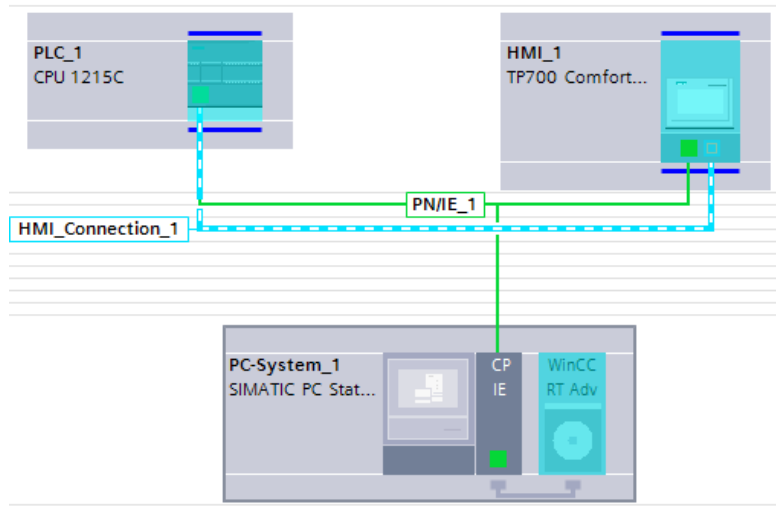 PLC_1
CPU 1215C
HMI_1
TP700 Comfort...
PN/IE_1
HMI_Connection_1
PC-System_1
SIMATIC PC Stat...
CP
IE
WinCC
RT Adv